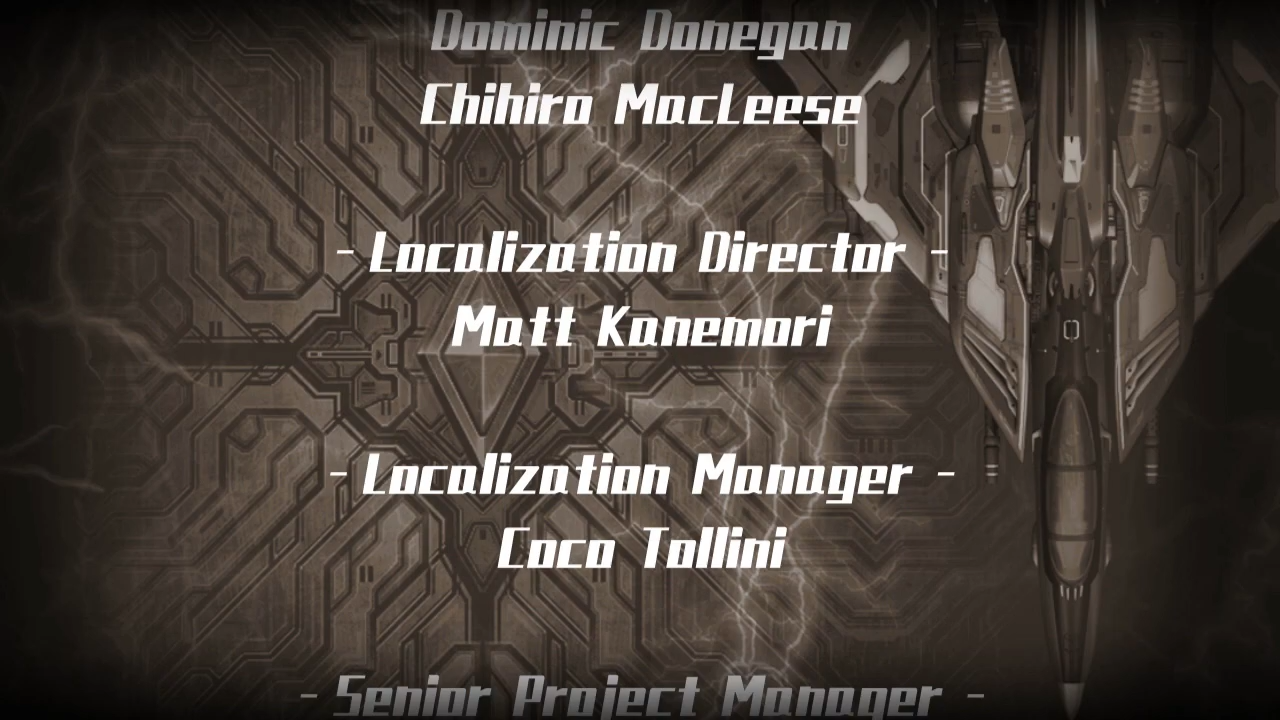 Dominic Donegan
Chihiro MacLeese
- Localization Director -
Matt Kanemori
- Localization Manager -
Coco Tollini
- Senior Project Manager -